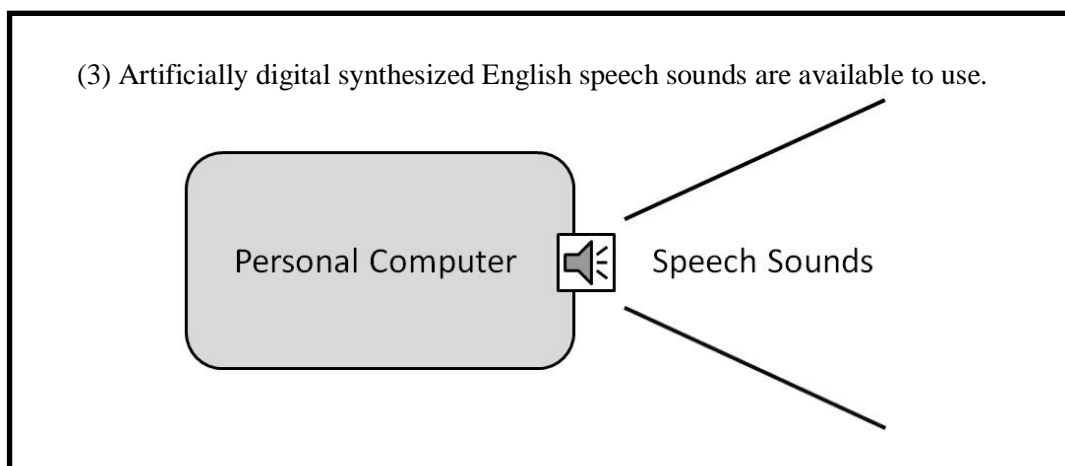 (3) Artificially digital synthesized English speech sounds are available to use.
Personal Computer
Speech Sounds